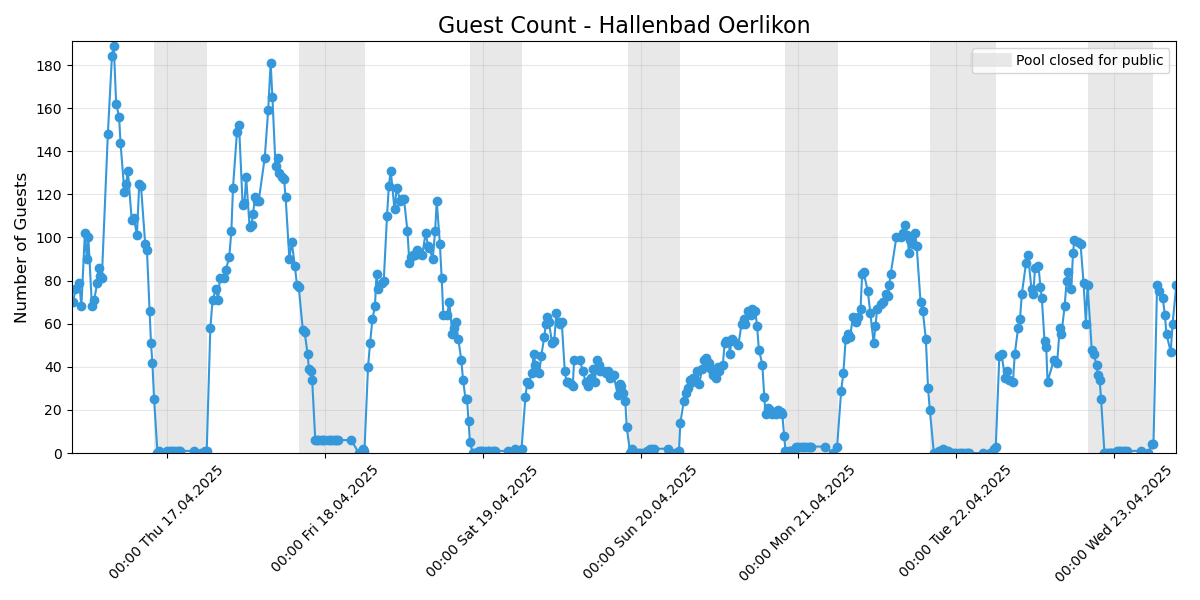 Guest Count - Hallenbad Oerlikon
Pool closed for public
Number of Guests
180
160
140
120
100
80
60
40
20
0
00:00 Thu 17.04.2025
00:00 Fri 18.04.2025
00:00 Sat 19.04.2025
00:00 Sun 20.04.2025
00:00 Mon 21.04.2025
00:00 Tue 22.04.2025
00:00 Wed 23.04.2025